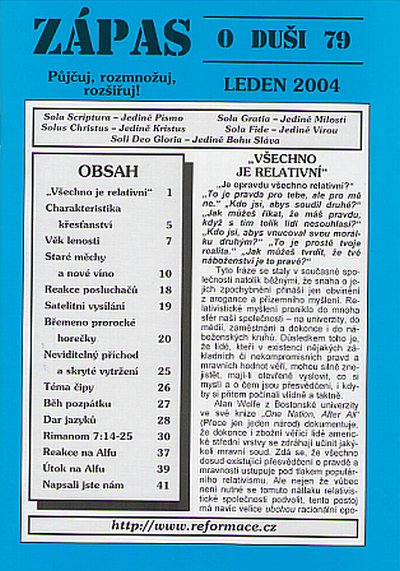 ZÁPAS
O DUŠI 79
Půjčuj, rozmnožuj,
rozšiřuj!
LEDEN 2004
Sola Scriptura – Jedině Písmo
Sola Gratia – Jedině Milostí
Solus Christus – Jedině Kristus
Sola Fide – Jedině Vírou
Soli Deo Gloria – Jedině Bohu Sláva
OBSAH
„Všechno je relativní“ 1
Charakteristika
křesťanství 5
Věk lenosti 7
Staré měchy
a nové víno 10
Reakce posluchačů 18
Satelitní vysílání 19
Břemeno prorocké
horečky 20
Neviditelný příchod
a skryté vytržení 25
Téma čipy 26
Běh pozpátku 27
Dar jazyků 28
Rimanom 7:14-25 30
Reakce na Alfu 37
Útok na Alfu 39
Napsali jste nám 41
„VŠECHNO
JE RELATIVNÍ“
„Je opravdu všechno relativní?“
„To je pravda pro tebe, ale pro mě
ne.“ „Kdo jsi, abys soudil druhé?“
„Jak můžeš říkat, že máš pravdu,
když s tím tolik lidí nesouhlasí?“
„Kdo jsi, abys vnucoval svou morál-
ku druhým?“ „To je prostě tvoje
realita.“ „Jak můžeš tvrdit, že tvé
náboženství je to pravé?“
Tyto fráze se staly v současné spo-
lečnosti natolik běžnými, že snaha o je-
jich zpochybnění přináší jen obvinění
z arogance a přízemního myšlení. Re-
lativistické myšlení proniklo do mnoha
sfér naší společnosti – na univerzity, do
médií, zaměstnání a dokonce i do ná-
boženských kruhů. Důsledkem toho je,
že lidé, kteří v existenci nějakých zá-
kladních či nekompromisních pravd a
mravních hodnot věří, mohou silně zne-
jistět, mají-li otevřeně vyslovit, co si
myslí a o čem jsou přesvědčeni, i kdy-
by si přitom počínali vlídně a taktně.
Alan Wolfe z Bostonské univerzity
ve své knize „One Nation, After All“
(Přece jen jeden národ) dokumentuje,
že dokonce i zbožní věřící lidé americ-
ké střední vrstvy se zdráhají učinit jaký-
koli mravní soud. Zdá se, že všechno
dosud existující přesvědčení o pravdě a
mravnosti ustupuje pod tlakem populár-
ního relativismu. Ale nejen že vůbec
není nutné se tomuto nátlaku relativis-
tické společnosti podvolit, tento postoj
má navíc velice ubohou racionální opo-
http://www.reformace.cz